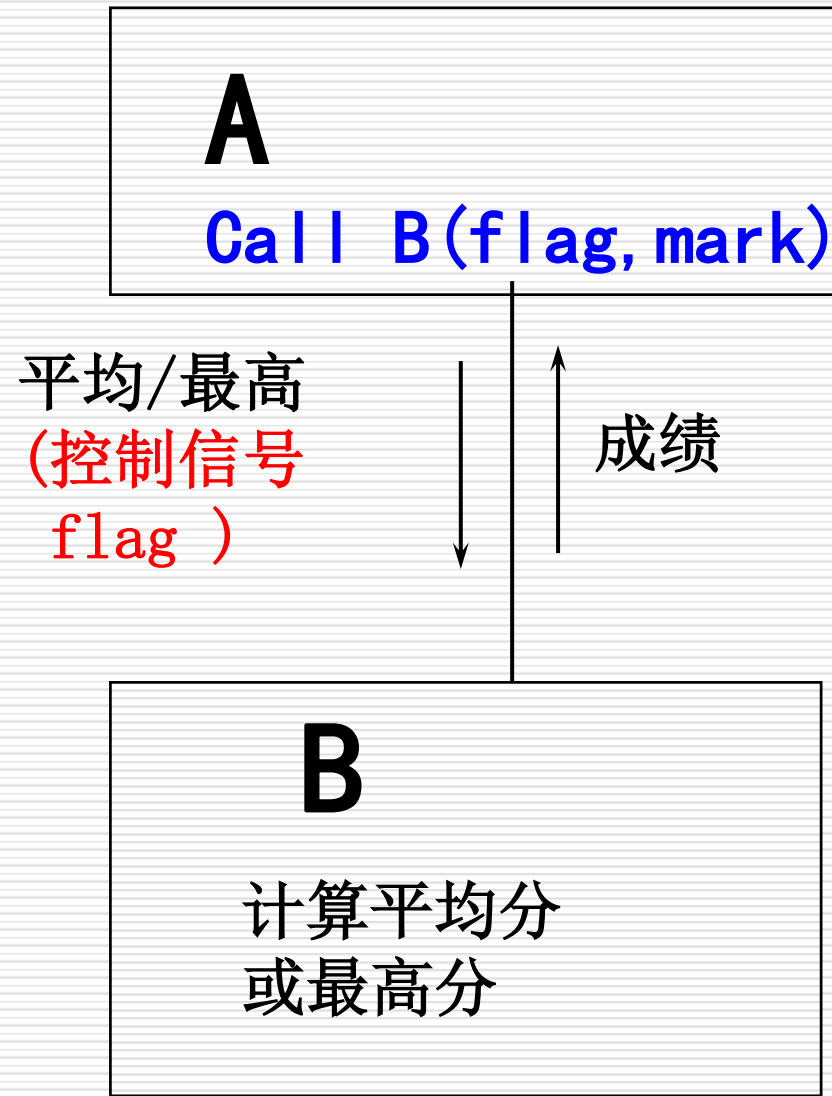 A
Call B(flag,mark)
平均/最高
(控制信号
flag )
成绩
B
计算平均分
或最高分